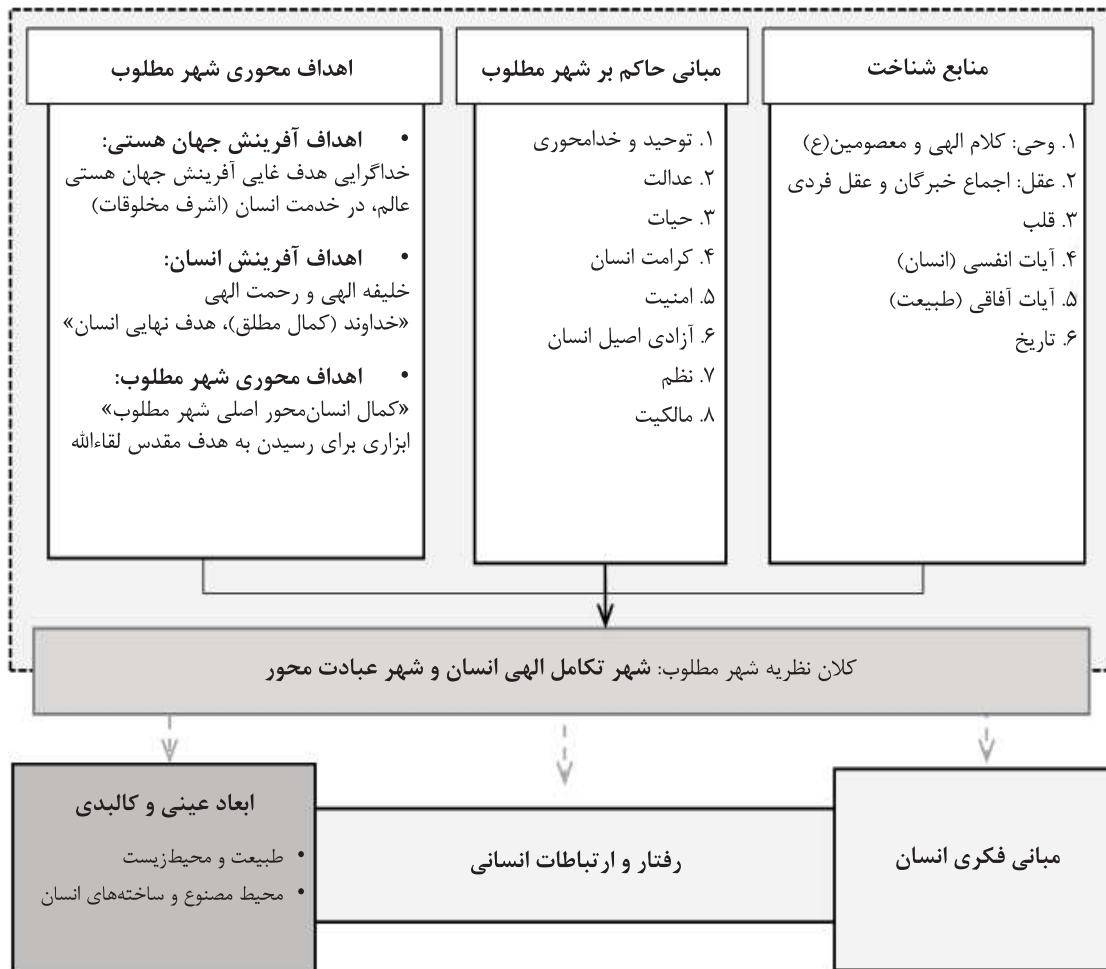 منابع شناخت
۱. وحی: کلام الهی و معصومین(ع)
۲. عقل: اجماع خبرگان و عقل فردی
۳. قلب
۴. آیات انفسی (انسان)
۵. آیات آفاقی (طبیعت)
۶. تاریخ
مبانی حاکم بر شهر مطلوب
۱. توحید و خدامحوری
۲. عدالت
۳. حیات
۴. کرامت انسان
۵. امنیت
۶. آزادی اصیل انسان
۷. نظم
۸. مالکیت
اهداف محوری شهر مطلوب
• اهداف آفرینش جهان هستی:
خداگرایی هدف غایی آفرینش جهان هستی
عالم، در خدمت انسان (اشرف مخلوقات)
• اهداف آفرینش انسان:
خلیفه الهی و رحمت الهی
«خداوند (کمال مطلق)، هدف نهایی انسان»
• اهداف محوری شهر مطلوب:
«کمال انسان‌محور اصلی شهر مطلوب»
ابزاری برای رسیدن به هدف مقدس لقاءالله
کلان نظریه شهر مطلوب: شهر تکامل الهی انسان و شهر عبادت محور
مبانی فکری انسان
رفتار و ارتباطات انسانی
ابعاد عینی و کالبدی
• طبیعت و محیط‌زیست
• محیط مصنوع و ساخته‌های انسان